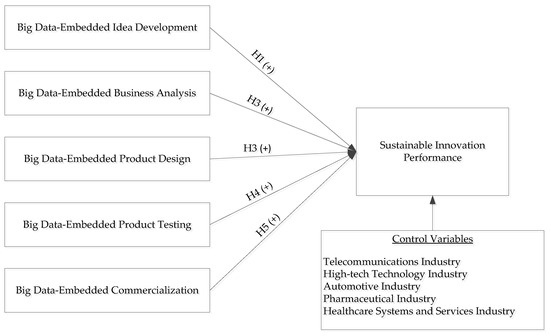 Big Data-Embedded Idea Development
H1 (+)
Big Data-Embedded Business Analysis
H3 (+)
Big Data-Embedded Product Design
H3 (+)
Big Data-Embedded Product Testing
H4 (+)
Big Data-Embedded Commercialization
H5 (+)
Sustainable Innovation
Performance
Control Variables
Telecommunications Industry
High-tech Technology Industry
Automotive Industry
Pharmaceutical Industry
Healthcare Systems and Services Industry